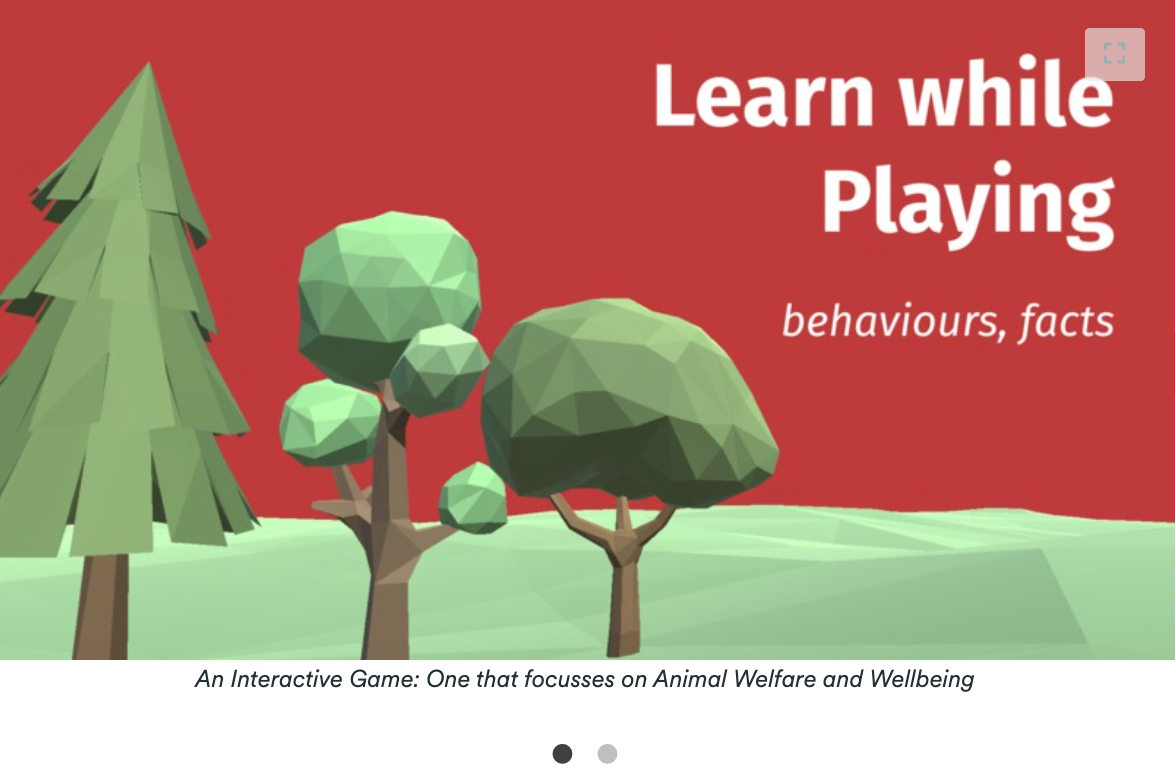 Learn while
Playing
behaviours, facts
An Interactive Game: One that focusses on Animal Welfare and Wellbeing